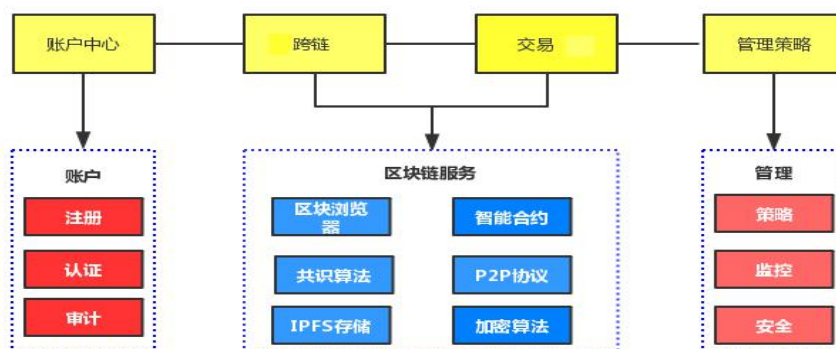 账户中心
跨链
交易
管理策略
账户
注册
认证
审计
区块链服务
区块浏览
器
智能合约
共识算法
P2P协议
IPFS存储
加密算法
管理
策略
监控
安全